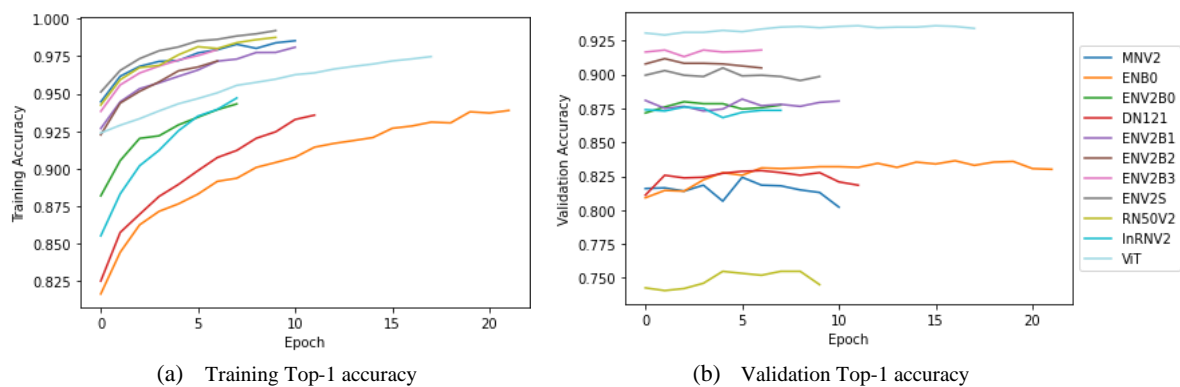 1.000
0.975
0.950
0.925
0.900
0.875
0.850
0.825
Training Accuracy
0 5 10 15 20
Epoch
(a) Training Top-1 accuracy
0.925
0.900
0.875
0.850
0.825
0.800
0.775
0.750
Validation Accuracy
0 5 10 15 20
Epoch
(b) Validation Top-1 accuracy
MNV2
ENB0
ENV2B0
DN121
ENV2B1
ENV2B2
ENV2B3
ENV2S
RN50V2
InRNV2
ViT